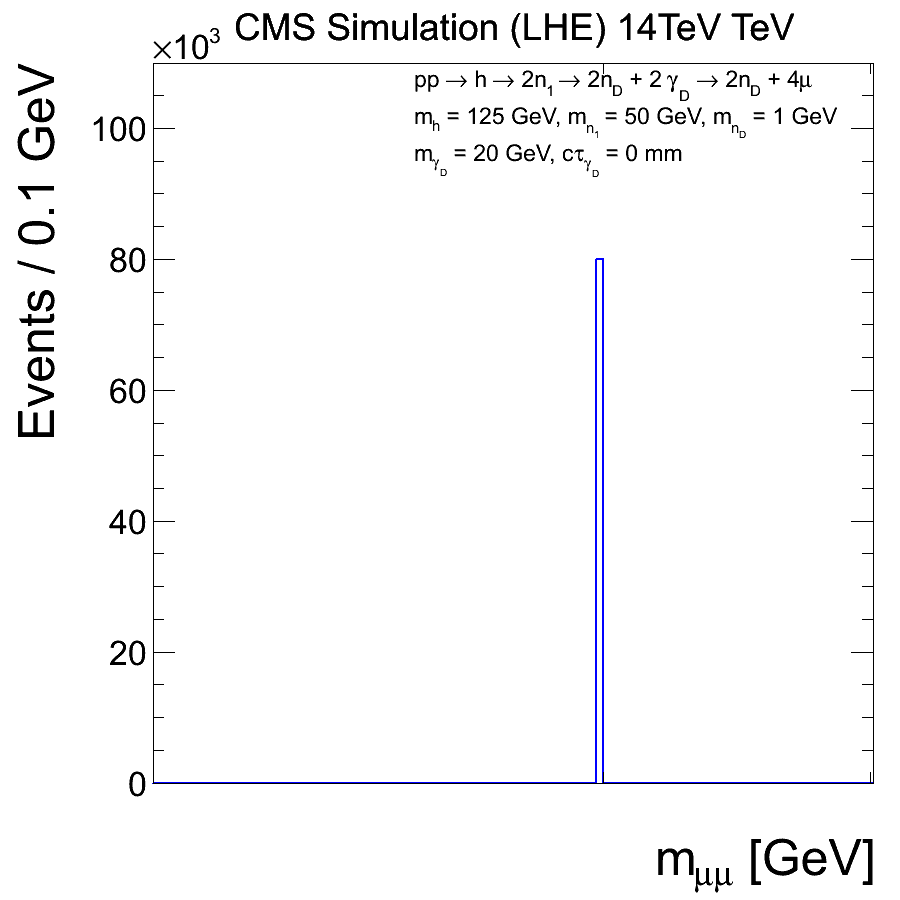 ×10³ CMS Simulation (LHE) 14TeV TeV
pp → h → 2n₁ → 2n_D + 2 γ_D → 2n_D + 4μ
m_h = 125 GeV, m_n₁ = 50 GeV, m_n_D = 1 GeV
m_γ_D = 20 GeV, cτ_γ_D = 0 mm
Events / 0.1 GeV
100
80
60
40
20
0
m_μμ [GeV]